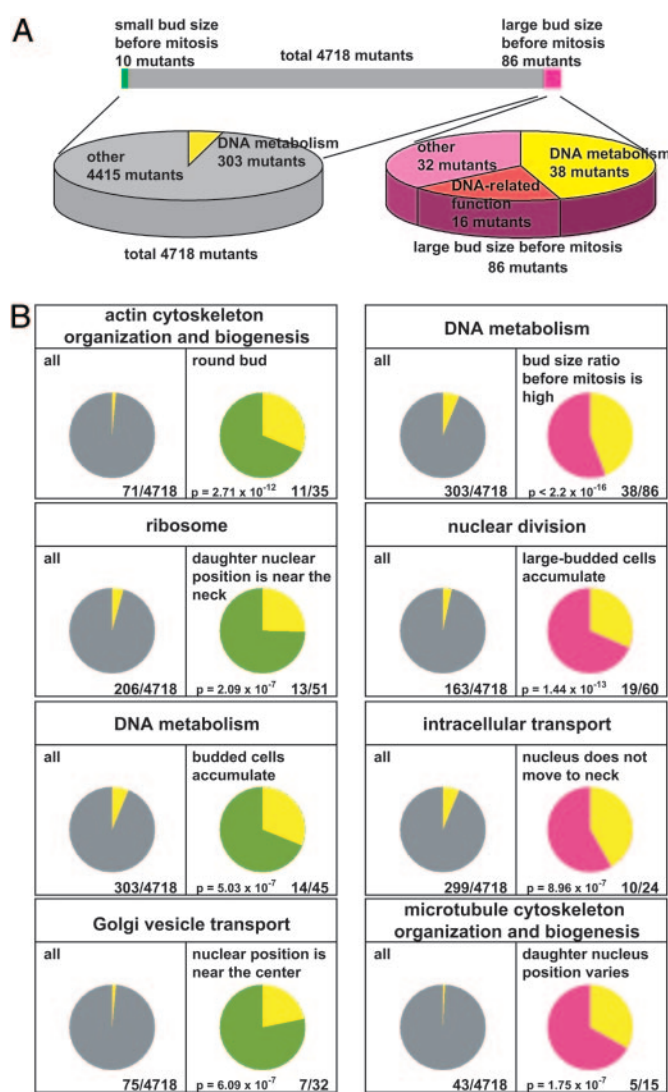 A
small bud size
before mitosis
10 mutants
total 4718 mutants
large bud size
before mitosis
86 mutants
other
4415 mutants
DNA metabolism
303 mutants
total 4718 mutants
other
32 mutants
DNA metabolism
38 mutants
DNA-related
function
16 mutants
large bud size before mitosis
86 mutants
B
actin cytoskeleton
organization and biogenesis
all
round bud
71/4718
p = 2.71 x 10-12
11/35
DNA metabolism
all
bud size ratio
before mitosis is
high
303/4718
p < 2.2 x 10-16
38/86
ribosome
all
daughter nuclear
position is near the
neck
206/4718
p = 2.09 x 10-7
13/51
nuclear division
all
large-budded cells
accumulate
163/4718
p = 1.44 x 10-13
19/60
DNA metabolism
all
budded cells
accumulate
303/4718
p = 5.03 x 10-7
14/45
intracellular transport
all
nucleus does not
move to neck
299/4718
p = 8.96 x 10-7
10/24
Golgi vesicle transport
all
nuclear position is
near the center
75/4718
p = 6.09 x 10-7
7/32
microtubule cytoskeleton
organization and biogenesis
all
daughter nucleus
position varies
43/4718
p = 1.75 x 10-7
5/15